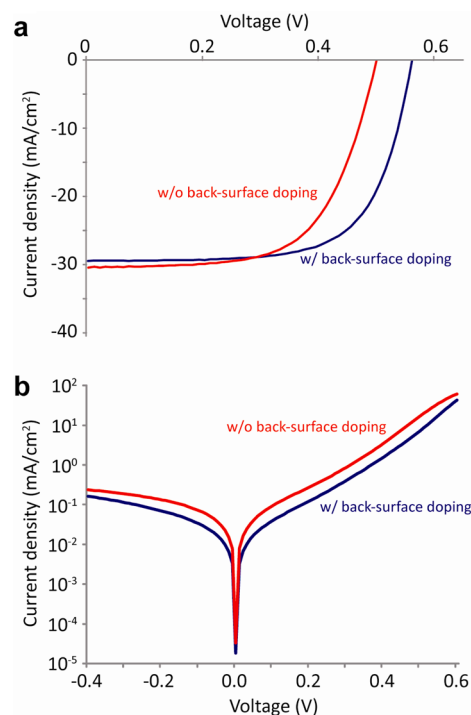 a
Voltage (V)
0 0.2 0.4 0.6
0
-10
-20
-30
-40
Current density (mA/cm²)
w/o back-surface doping
w/ back-surface doping
b
10²
10¹
10⁰
10⁻¹
10⁻²
10⁻³
10⁻⁴
10⁻⁵
Current density (mA/cm²)
w/o back-surface doping
w/ back-surface doping
-0.4 -0.2 0.0 0.2 0.4 0.6
Voltage (V)